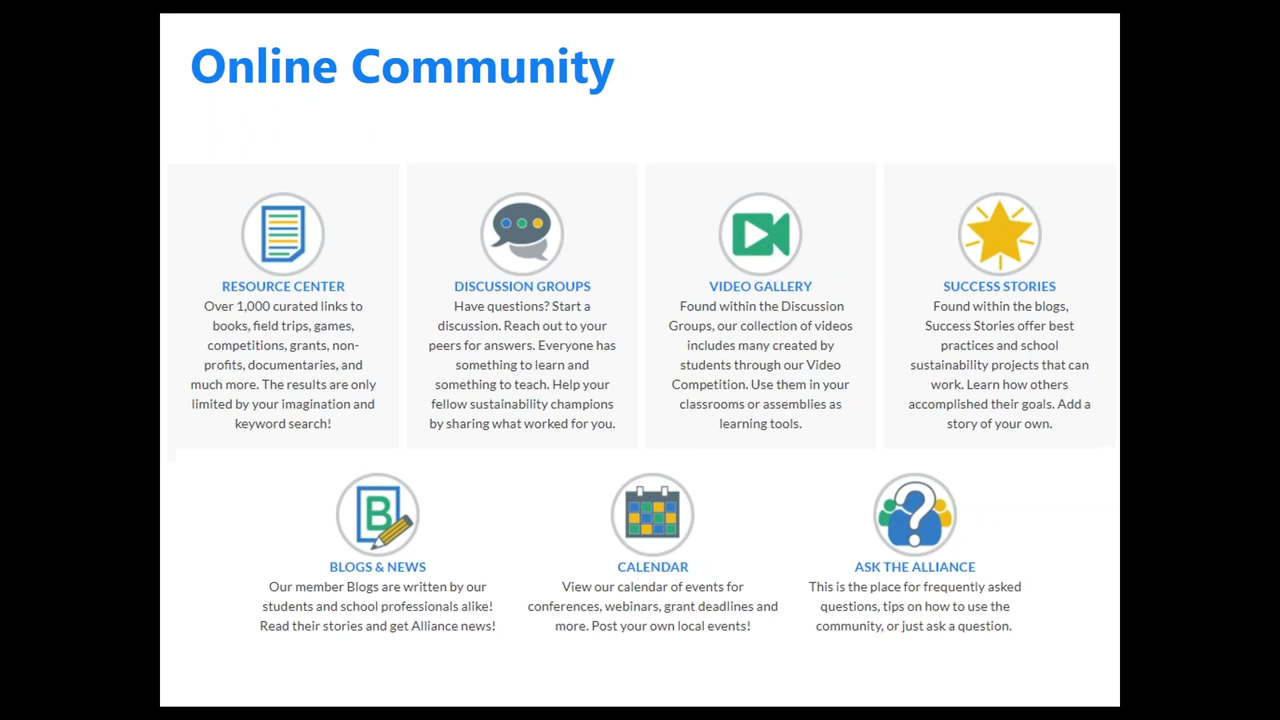 Online Community
RESOURCE CENTER
Over 1,000 curated links to
books, field trips, games,
competitions, grants, non-
profits, documentaries, and
much more. The results are only
limited by your imagination and
keyword search!
DISCUSSION GROUPS
Have questions? Start a
discussion. Reach out to your
peers for answers. Everyone has
something to learn and
something to teach. Help your
fellow sustainability champions
by sharing what worked for you.
VIDEO GALLERY
Found within the Discussion
Groups, our collection of videos
includes many created by
students through our Video
Competition. Use them in your
classrooms or assemblies as
learning tools.
SUCCESS STORIES
Found within the blogs,
Success Stories offer best
practices and school
sustainability projects that can
work. Learn how others
accomplished their goals. Add a
story of your own.
B
BLOGS & NEWS
Our member Blogs are written by our
students and school professionals alike!
Read their stories and get Alliance news!
CALENDAR
View our calendar of events for
conferences, webinars, grant deadlines and
more. Post your own local events!
?
ASK THE ALLIANCE
This is the place for frequently asked
questions, tips on how to use the
community, or just ask a question.